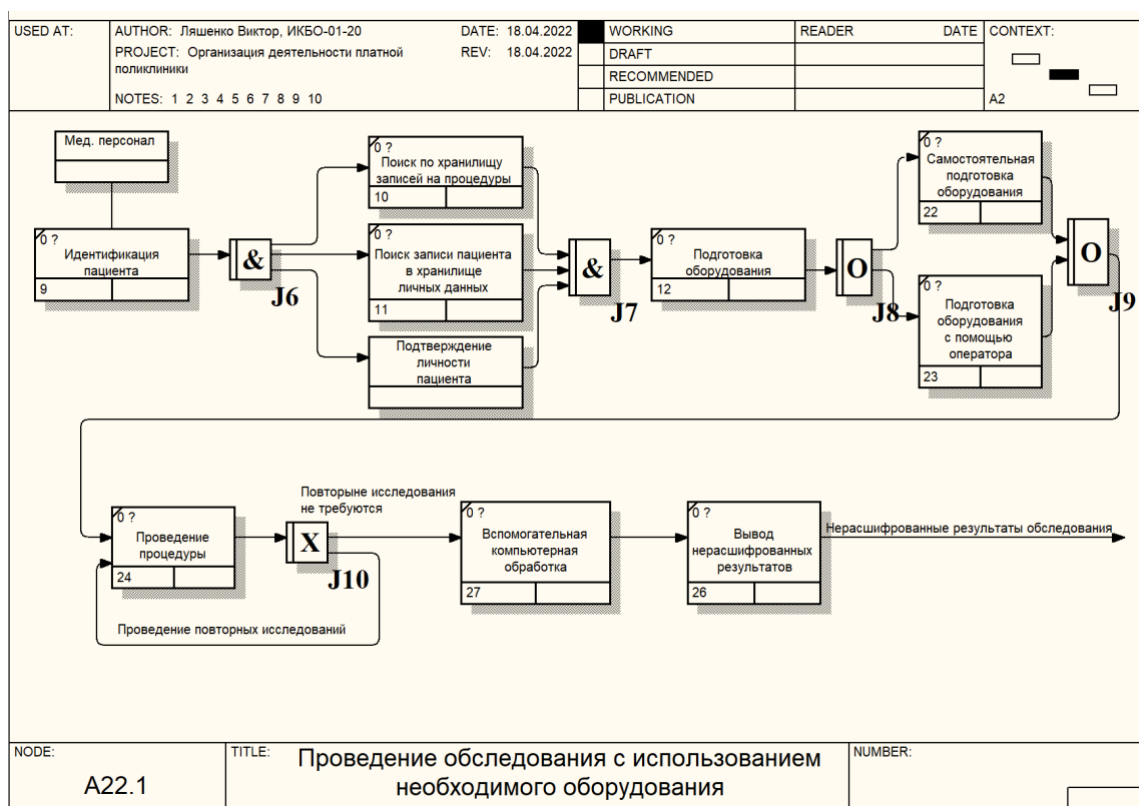 USED AT:
AUTHOR: Ляшенко Виктор, ИКБО-01-20
DATE: 18.04.2022
PROJECT: Организация деятельности платной
поликлиники
REV: 18.04.2022
NOTES: 1 2 3 4 5 6 7 8 9 10
WORKING
DRAFT
RECOMMENDED
PUBLICATION
READER
DATE
CONTEXT:
A2
Мед. персонал
0 ?
Идентификация
пациента
9
&
J6
0 ?
Поиск по хранилищу
записей на процедуры
10
0 ?
Поиск записи пациента
в хранилище
личных данных
11
Подтверждение
личности
пациента
&
J7
0 ?
Подготовка
оборудования
12
O
J8
0 ?
Самостоятельная
подготовка
оборудования
22
0 ?
Подготовка
оборудования
с помощью
оператора
23
O
J9
0 ?
Проведение
процедуры
24
X
J10
Повторыне исследования
не требуются
Проведение повторных исследований
0 ?
Вспомогательная
компьютерная
обработка
27
0 ?
Вывод
нерасшифрованных
результатов
26
Нерасшифрованные результаты обследования
NODE:
A22.1
TITLE:
Проведение обследования с использованием
необходимого оборудования
NUMBER: